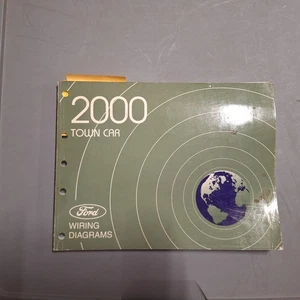 2000
TOWN CAR
Ford
WIRING
DIAGRAMS